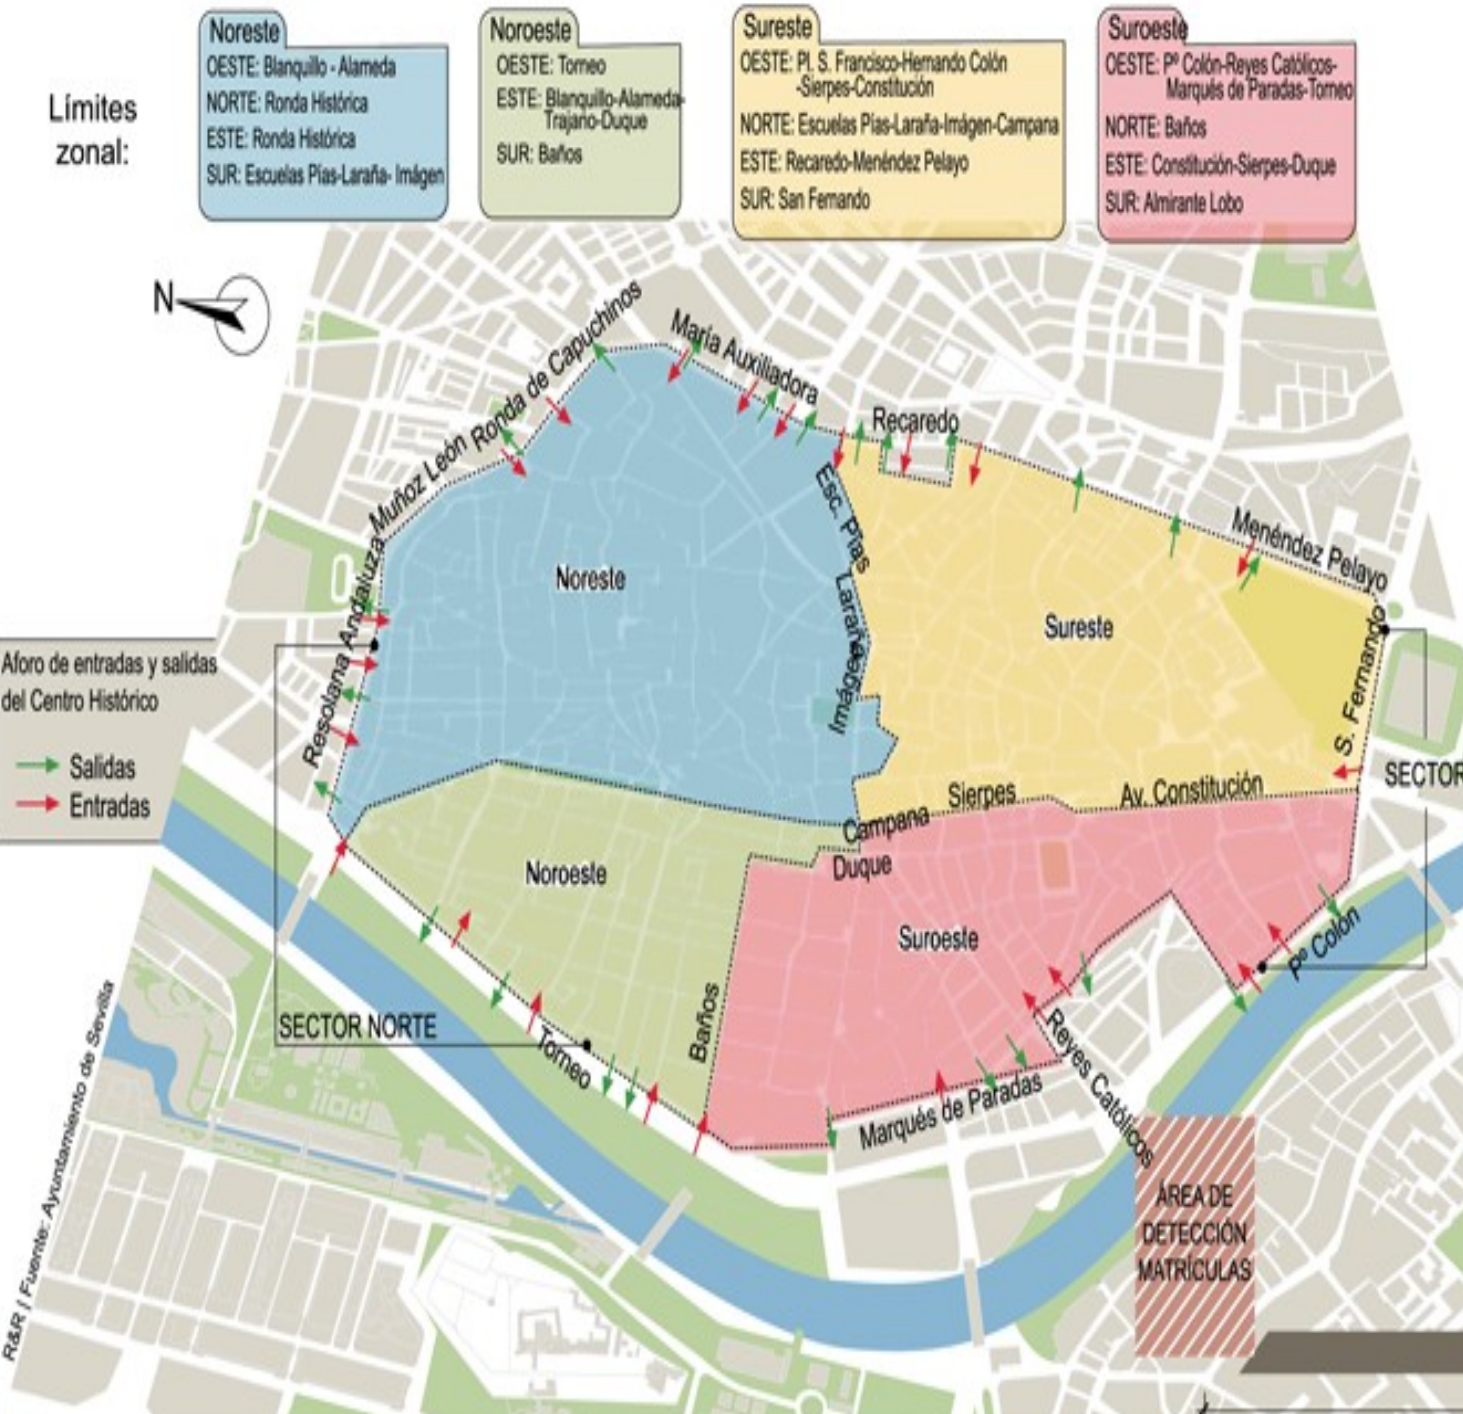 Límites
zonal:
Noreste
OESTE: Blanquillo - Alameda
NORTE: Ronda Histórica
ESTE: Ronda Histórica
SUR: Escuelas Pías-Laraña- Imágen
Noroeste
OESTE: Torneo
ESTE: Blanquillo-Alameda-
Trajano-Duque
SUR: Baños
Sureste
OESTE: Pl. S. Francisco-Hernando Colón
-Sierpes-Constitución
NORTE: Escuelas Pias-Laraña-Imágen-Campana
ESTE: Recaredo-Menéndez Pelayo
SUR: San Fernando
Suroeste
OESTE: Pº Colón-Reyes Católicos-
Marqués de Paradas-Torneo
NORTE: Baños
ESTE: Constitución-Sierpes-Duque
SUR: Almirante Lobo
N
Ronda de Capuchinos
María Auxiliadora
Recaredo
Muñoz León
Menéndez Pelayo
Esc. Pías
Laraña
Imágen
Resolana Andaluza
Noreste
Sureste
S. Fernando
Aforo de entradas y salidas
del Centro Histórico
Salidas
Entradas
SECTOR
Sierpes
Av. Constitución
Campana
Duque
Noroeste
Suroeste
Pº Colón
Baños
SECTOR NORTE
Torneo
Reyes Católicos
Marqués de Paradas
ÁREA DE
DETECCIÓN
MATRÍCULAS
R&R | Fuente: Ayuntamiento de Sevilla